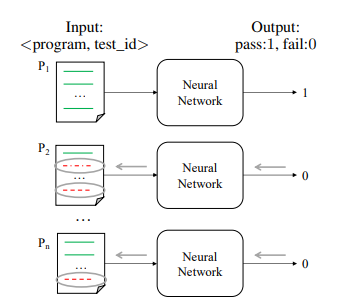 Input:
<program, test_id>
Output:
pass:1, fail:0
P1
...
Neural
Network
1
P2
...
Neural
Network
0
...
Pn
...
Neural
Network
0